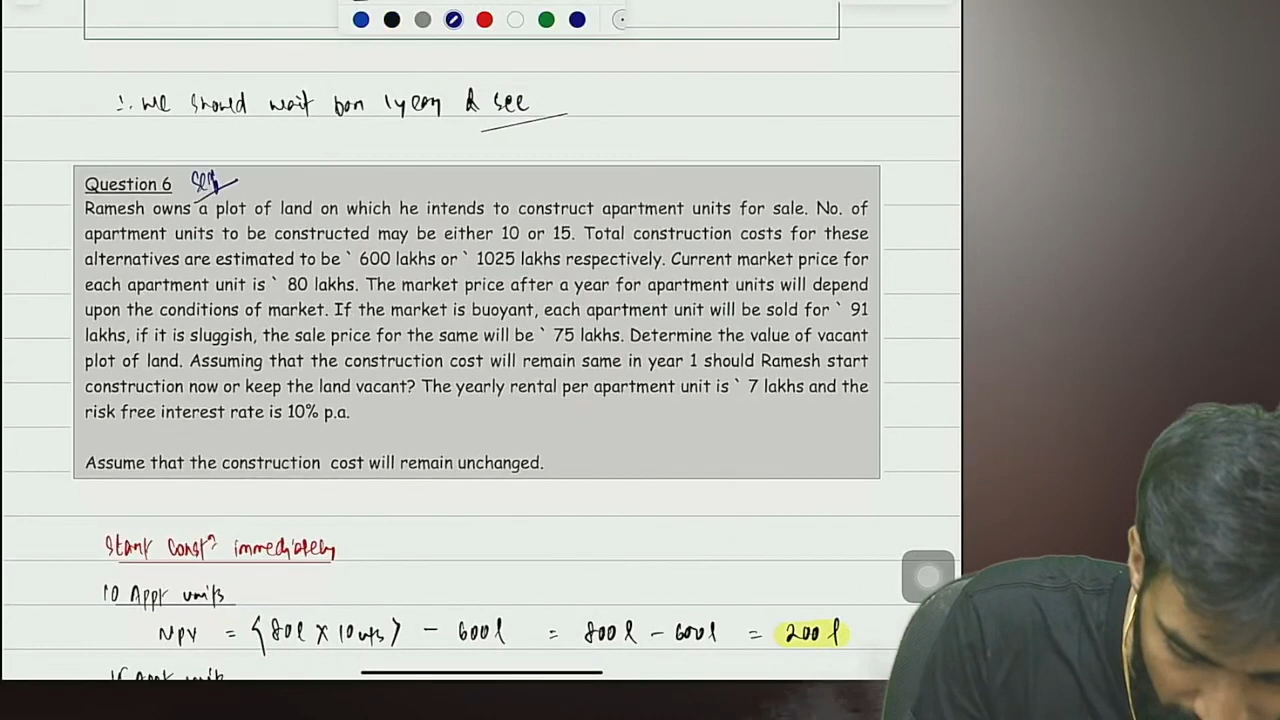 ∴ we should wait for 1 year & see
Question 6
Ramesh owns a plot of land on which he intends to construct apartment units for sale. No. of
apartment units to be constructed may be either 10 or 15. Total construction costs for these
alternatives are estimated to be ` 600 lakhs or ` 1025 lakhs respectively. Current market price for
each apartment unit is ` 80 lakhs. The market price after a year for apartment units will depend
upon the conditions of market. If the market is buoyant, each apartment unit will be sold for ` 91
lakhs, if it is sluggish, the sale price for the same will be ` 75 lakhs. Determine the value of vacant
plot of land. Assuming that the construction cost will remain same in year 1 should Ramesh start
construction now or keep the land vacant? The yearly rental per apartment unit is ` 7 lakhs and the
risk free interest rate is 10% p.a.
Assume that the construction cost will remain unchanged.
Start Constⁿ immediately
10 Appt units
NPV = {80l x 10 units} - 600l = 800l - 600l = 200l
15 Appt units